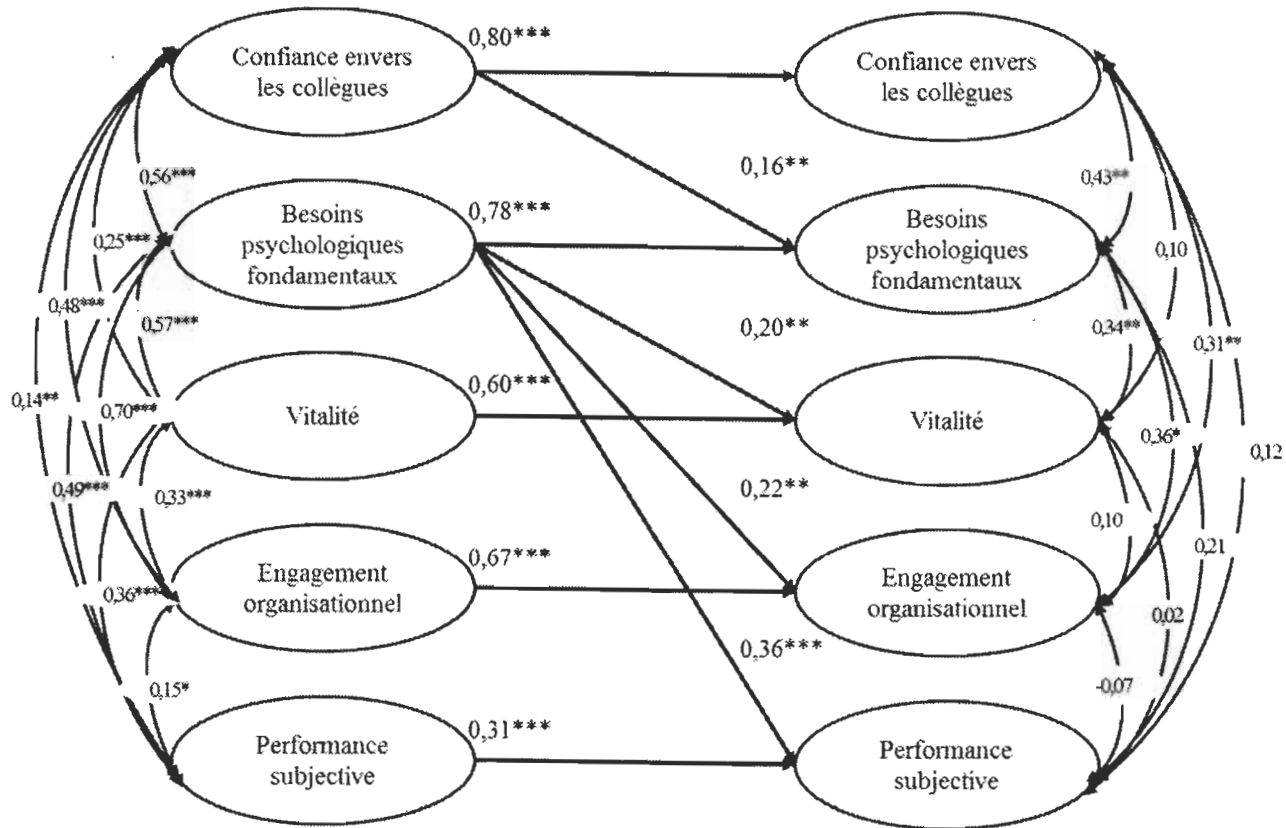 0,80***
Confiance envers
les collègues
Confiance envers
les collègues
0,56***
0,16**
0,43**
0,78***
Besoins
psychologiques
fondamentaux
Besoins
psychologiques
fondamentaux
0,25***
0,10
0,48***
0,57***
0,20**
0,34**
0,31**
0,14**
0,70***
0,60***
Vitalité
Vitalité
0,36*
0,12
0,49***
0,33***
0,22**
0,10
0,21
0,67***
Engagement
organisationnel
Engagement
organisationnel
0,36***
0,02
0,36***
0,15*
-0,07
0,31***
Performance
subjective
Performance
subjective